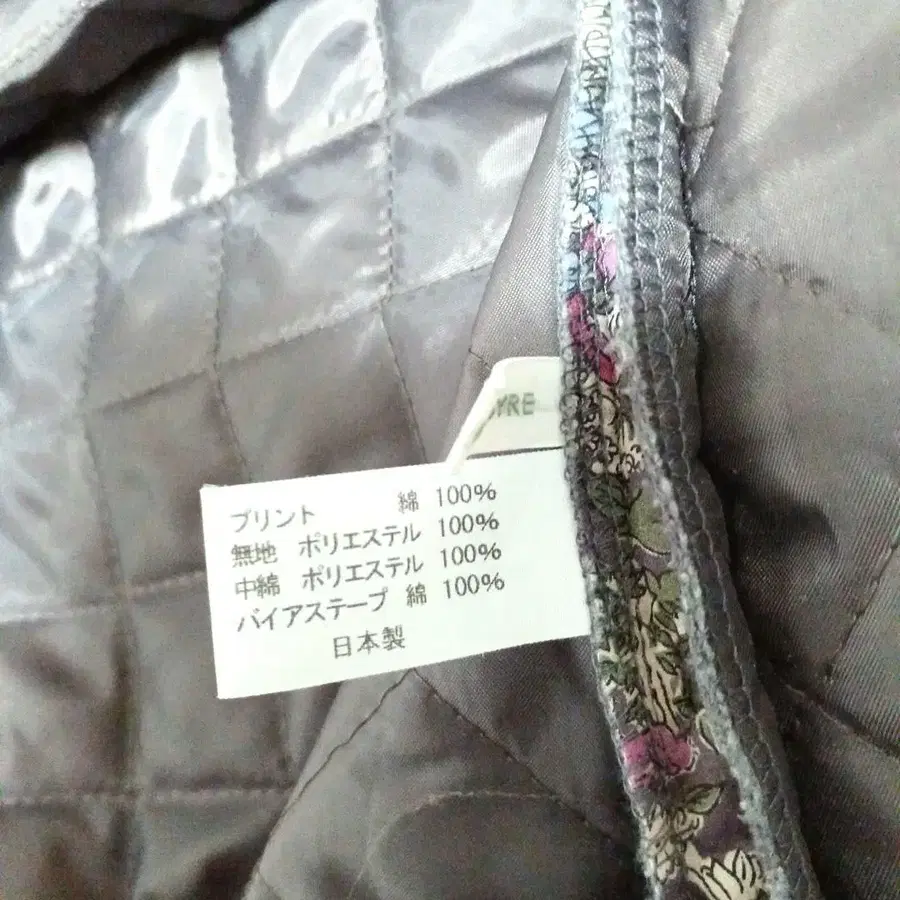 プリント 綿 100%
無地 ポリエステル 100%
中綿 ポリエステル 100%
バイアステープ 綿 100%
日本製